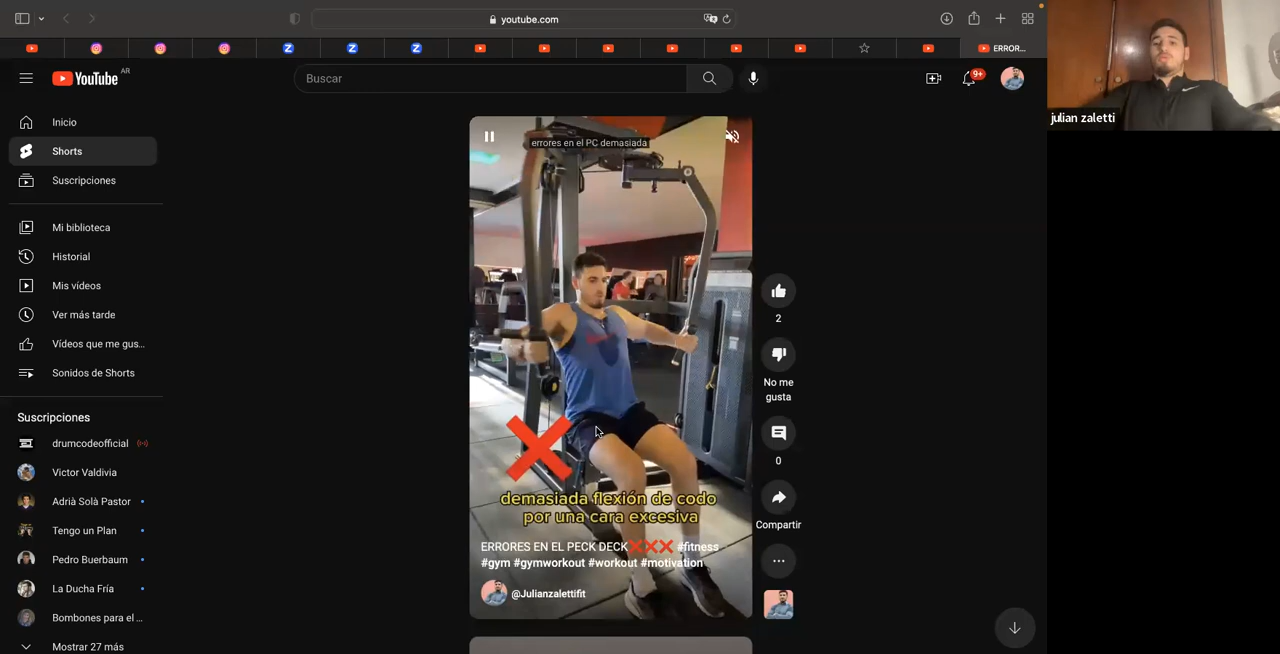 youtube.com
ERROR...
YouTube AR
Buscar
9+
julian zaletti
Inicio
Shorts
Suscripciones
Mi biblioteca
Historial
Mis vídeos
Ver más tarde
Vídeos que me gus...
Sonidos de Shorts
Suscripciones
drumcodeofficial
Victor Valdivia
Adrià Solà Pastor
Tengo un Plan
Pedro Buerbaum
La Ducha Fría
Bombones para el ...
Mostrar 27 más
errores en el PC demasiada
demasiada flexión de codo
por una cara excesiva
ERRORES EN EL PECK DECK❌❌❌ #fitness
#gym #gymworkout #workout #motivation
@Julianzalettifit
2
No me
gusta
0
Compartir